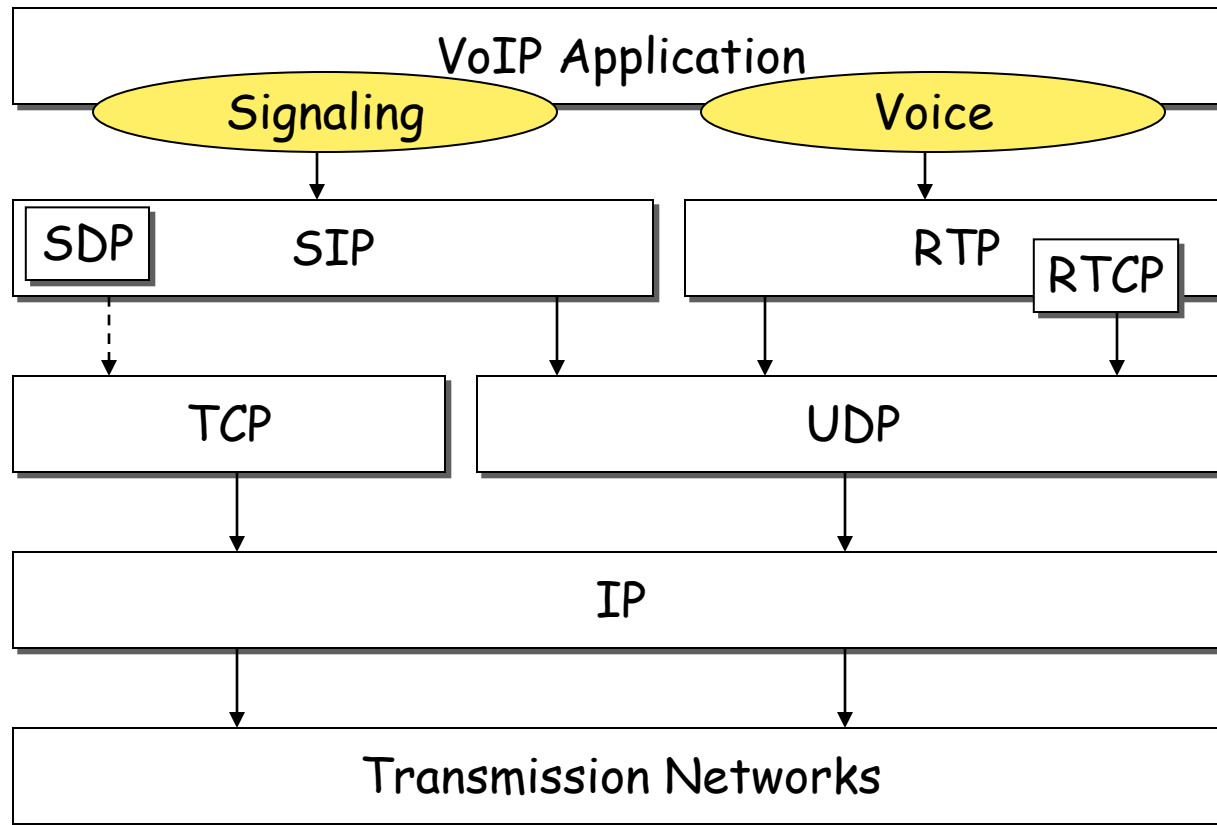 VoIP Application
Signaling
Voice
SDP
SIP
RTP
RTCP
TCP
UDP
IP
Transmission Networks